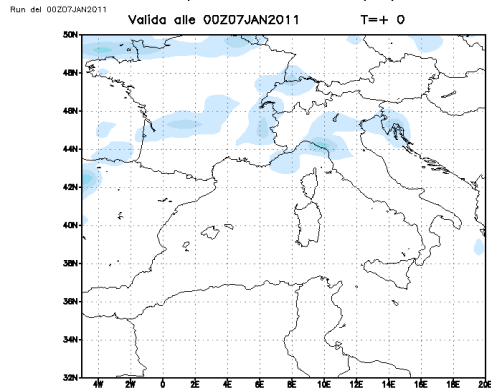 Run del 00Z07JAN2011
Valida alle 00Z07JAN2011 T=+ 0
50N
48N
46N
44N
42N
40N
38N
36N
34N
32N
4W 2W 0 2E 4E 6E 8E 10E 12E 14E 16E 18E 20E